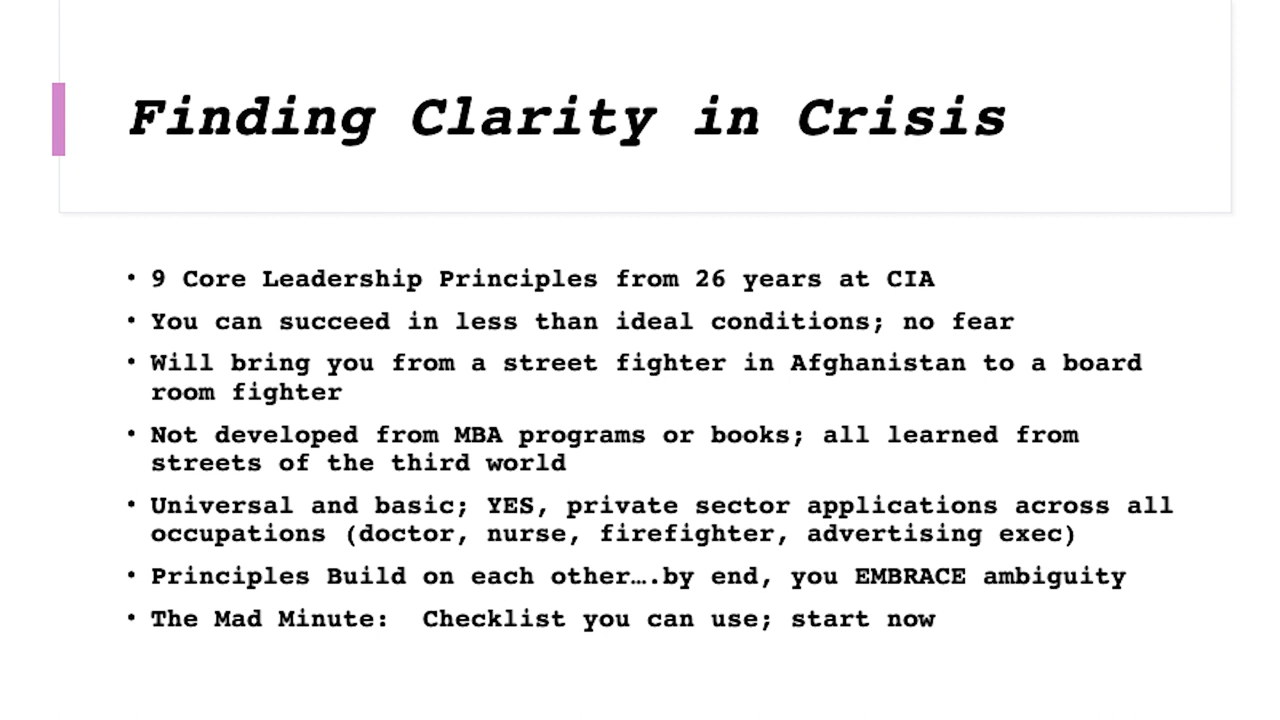 Finding Clarity in Crisis
• 9 Core Leadership Principles from 26 years at CIA
• You can succeed in less than ideal conditions; no fear
• Will bring you from a street fighter in Afghanistan to a board
room fighter
• Not developed from MBA programs or books; all learned from
streets of the third world
• Universal and basic; YES, private sector applications across all
occupations (doctor, nurse, firefighter, advertising exec)
• Principles Build on each other….by end, you EMBRACE ambiguity
• The Mad Minute:  Checklist you can use; start now